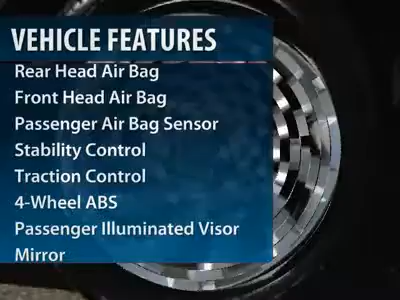 VEHICLE FEATURES
Rear Head Air Bag
Front Head Air Bag
Passenger Air Bag Sensor
Stability Control
Traction Control
4-Wheel ABS
Passenger Illuminated Visor
Mirror